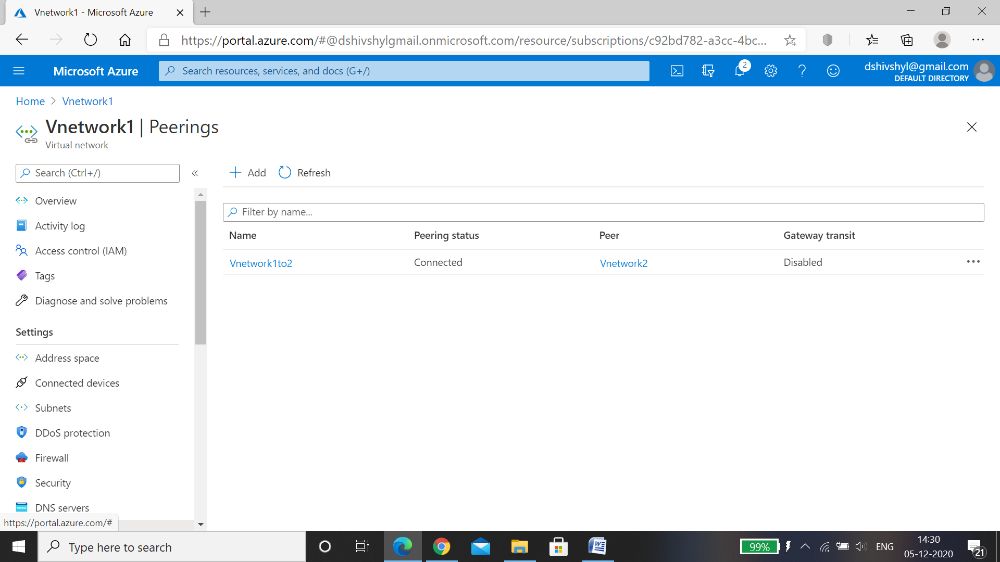 Vnetwork1 - Microsoft Azure
https://portal.azure.com/#@dshivshylgmail.onmicrosoft.com/resource/subscriptions/c92bd782-a3cc-4bc...
Microsoft Azure
Search resources, services, and docs (G+/)
2
dshivshyl@gmail.com
DEFAULT DIRECTORY
Home > Vnetwork1
Vnetwork1 | Peerings
Virtual network
Search (Ctrl+/)
Overview
Activity log
Access control (IAM)
Tags
Diagnose and solve problems
Settings
Address space
Connected devices
Subnets
DDoS protection
Firewall
Security
DNS servers
Add Refresh
Filter by name...
Name Peering status Peer Gateway transit
Vnetwork1to2 Connected Vnetwork2 Disabled
https://portal.azure.com/#
Type here to search
99%
ENG
14:30
05-12-2020
21